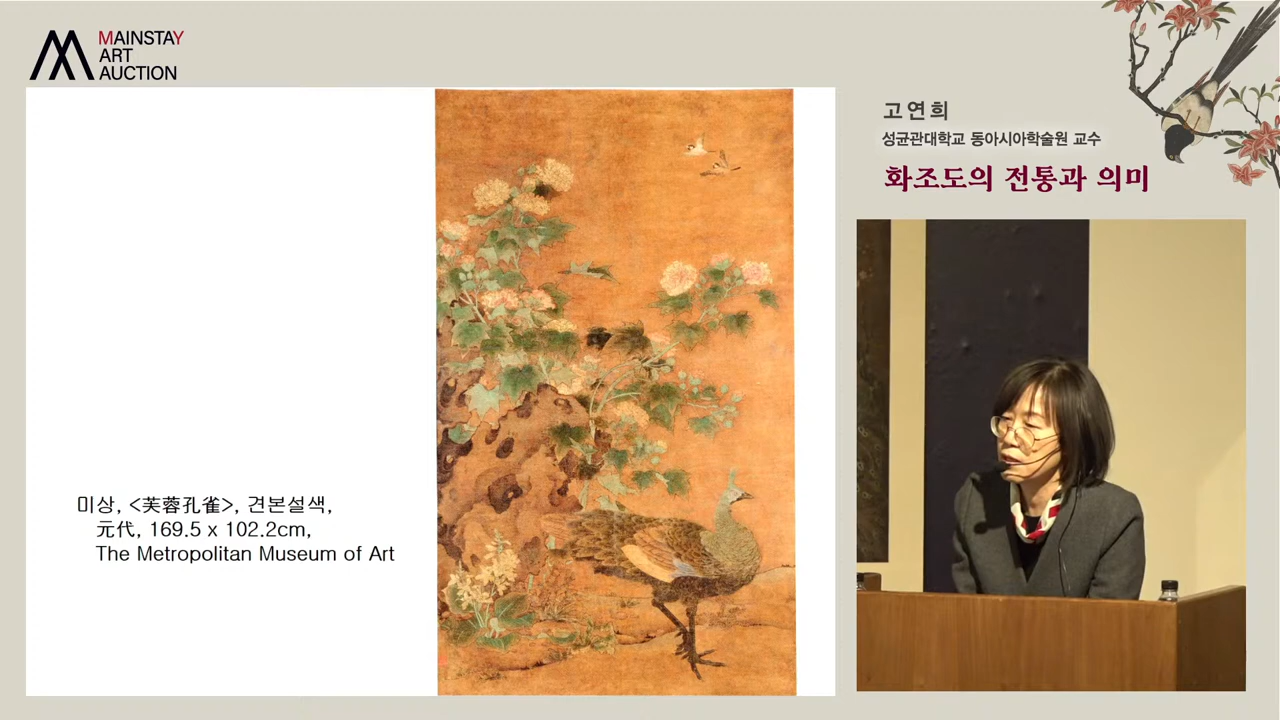 MAINSTAY
ART
AUCTION
고연희
성균관대학교 동아시아학술원 교수
화조도의 전통과 의미
미상, <芙蓉孔雀>, 견본설색,
元代, 169.5 x 102.2cm,
The Metropolitan Museum of Art